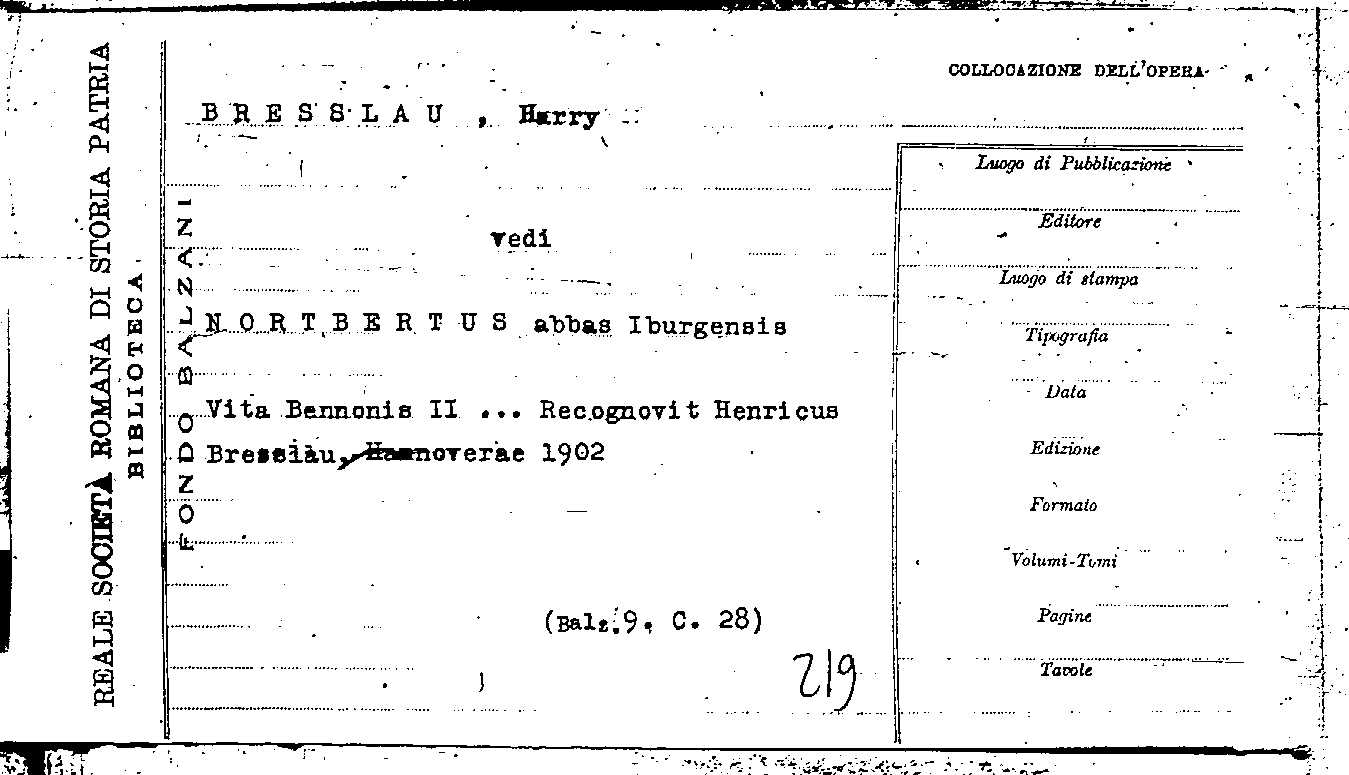 REALE SOCIETÀ ROMANA DI STORIA PATRIA
BIBLIOTECA
FONDO BALZANI
COLLOCAZIONE DELL'OPERA
BRESSLAU, Harry
vedi
NORTBERTUS abbas Iburgensis
Vita Bennonis II ... Recognovit Henricus
Bresslau, Hannoverae 1902
(Balz.9. C. 28)
219
Luogo di Pubblicazione
Editore
Luogo di stampa
Tipografia
Data
Edizione
Formato
Volumi-Tomi
Pagine
Tavole